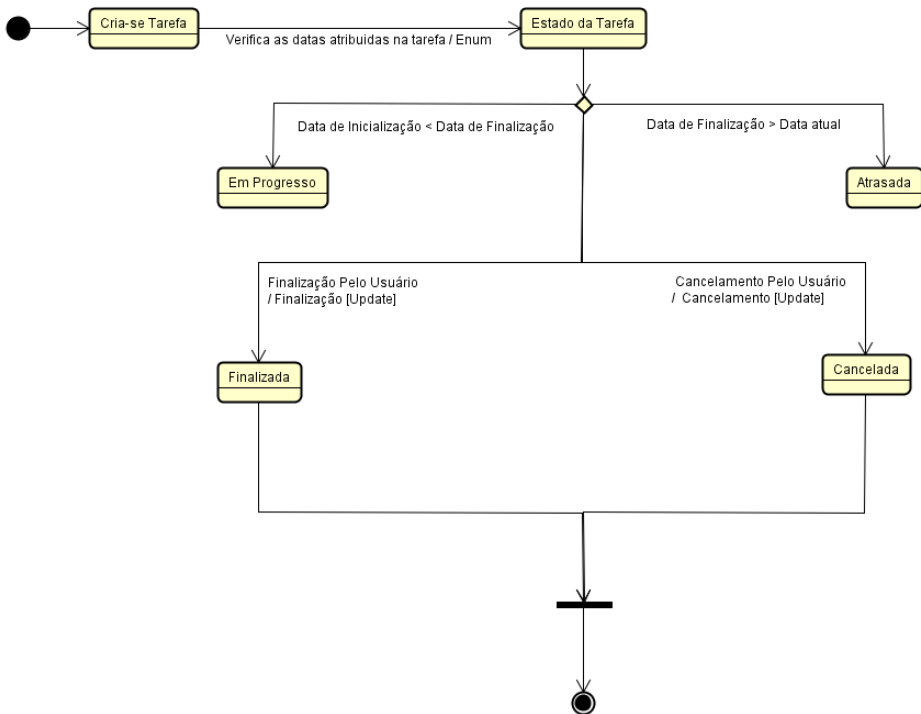 Cria-se Tarefa
Estado da Tarefa
Verifica as datas atribuidas na tarefa / Enum
Data de Inicialização < Data de Finalização
Data de Finalização > Data atual
Em Progresso
Atrasada
Finalização Pelo Usuário
/ Finalização [Update]
Cancelamento Pelo Usuário
/ Cancelamento [Update]
Finalizada
Cancelada